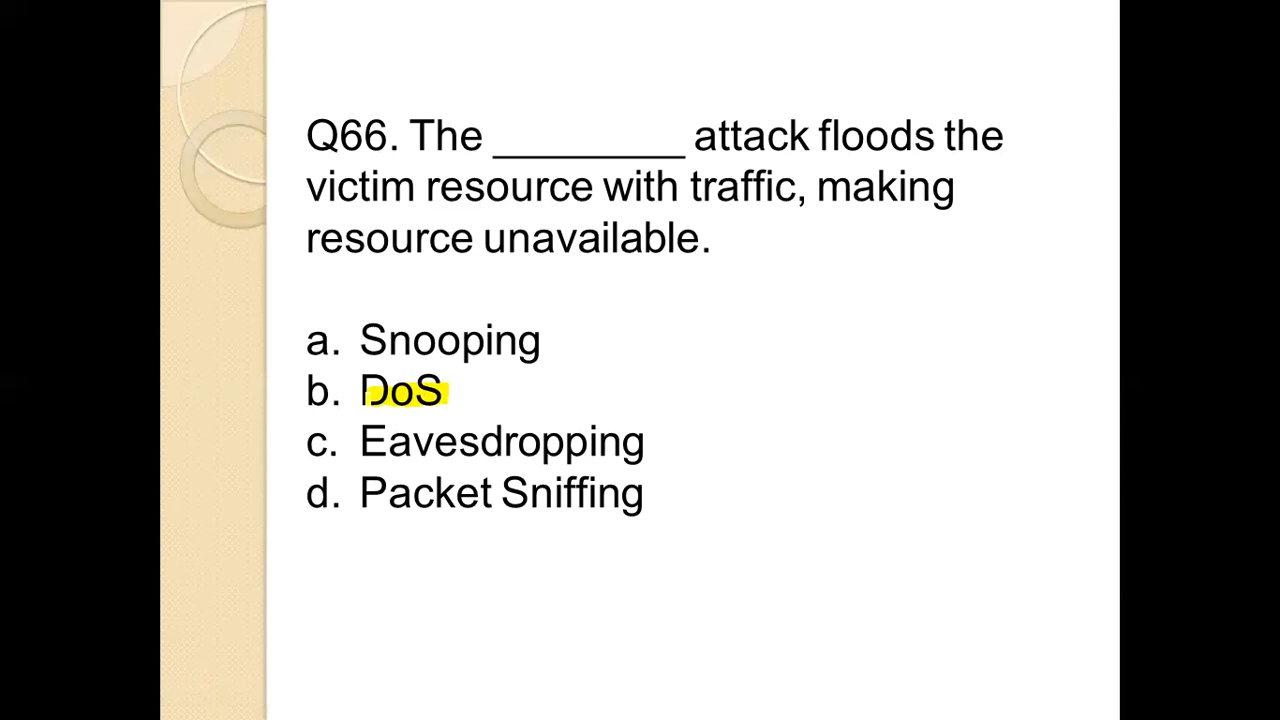 Q66. The ________ attack floods the
victim resource with traffic, making
resource unavailable.
a. Snooping
b. DoS
c. Eavesdropping
d. Packet Sniffing